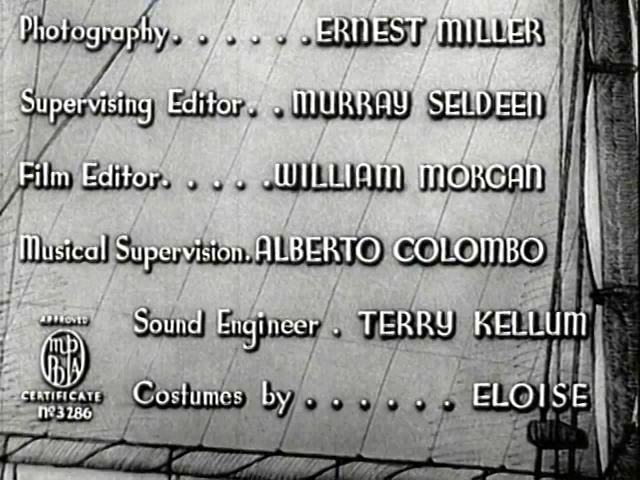 Photography. . . . . . . ERNEST MILLER
Supervising Editor. . . MURRAY SELDEEN
Film Editor. . . . . .WILLIAM MORGAN
Musical Supervision. ALBERTO COLOMBO
Sound Engineer . TERRY KELLUM
Costumes by . . . . . . ELOISE
APPROVED
MPPDA
CERTIFICATE
No 3286